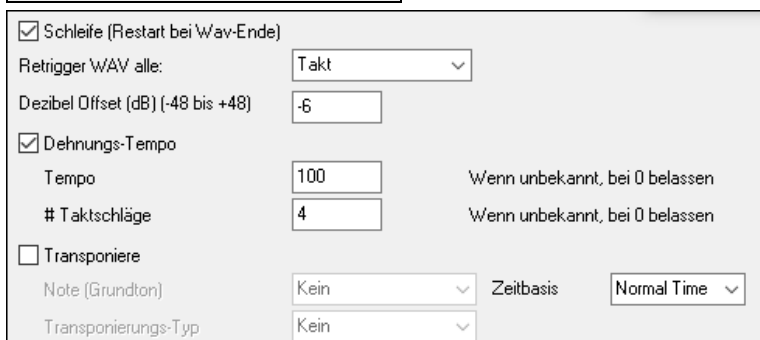 Schleife (Restart bei Wav-Ende)
Retrigger WAV alle: Takt
Dezibel Offset (dB) (-48 bis +48) -6
Dehnungs-Tempo
Tempo 100 Wenn unbekannt, bei 0 belassen
# Taktschläge 4 Wenn unbekannt, bei 0 belassen
Transponiere
Note (Grundton) Kein Zeitbasis Normal Time
Transponierungs-Typ Kein